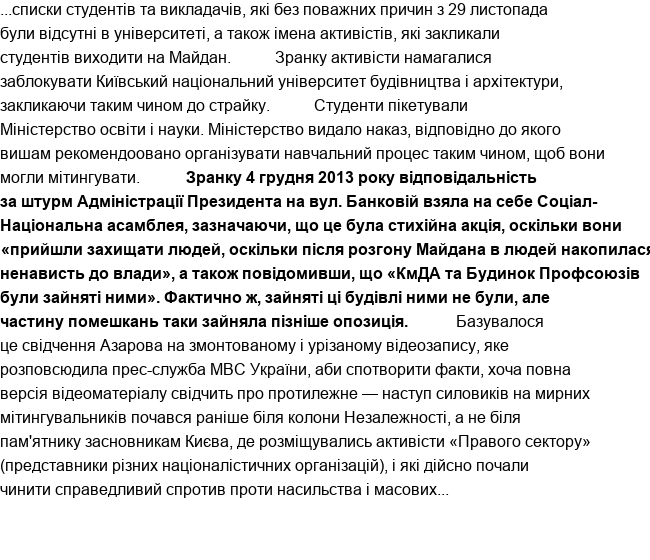 ...списки студентів та викладачів, які без поважних причин з 29 листопада
були відсутні в університеті, а також імена активістів, які закликали
студентів виходити на Майдан. Зранку активісти намагалися
заблокувати Київський національний університет будівництва і архітектури,
закликаючи таким чином до страйку. Студенти пікетували
Міністерство освіти і науки. Міністерство видало наказ, відповідно до якого
вишам рекомендоовано організувати навчальний процес таким чином, щоб вони
могли мітингувати. Зранку 4 грудня 2013 року відповідальність
за штурм Адміністрації Президента на вул. Банковій взяла на себе Соціал-
Національна асамблея, зазначаючи, що це була стихійна акція, оскільки вони
«прийшли захищати людей, оскільки після розгону Майдана в людей накопилася
ненависть до влади», а також повідомивши, що «КмДА та Будинок Профсоюзів
були зайняті ними». Фактично ж, зайняті ці будівлі ними не були, але
частину помешкань таки зайняла пізніше опозиція. Базувалося
це свідчення Азарова на змонтованому і урізаному відеозапису, яке
розповсюдила прес-служба МВС України, аби спотворити факти, хоча повна
версія відеоматеріалу свідчить про протилежне — наступ силовиків на мирних
мітингувальників почався раніше біля колони Незалежності, а не біля
пам'ятнику засновникам Києва, де розміщувались активісти «Правого сектору»
(представники різних націоналістичних організацій), і які дійсно почали
чинити справедливий спротив проти насильства і масових...